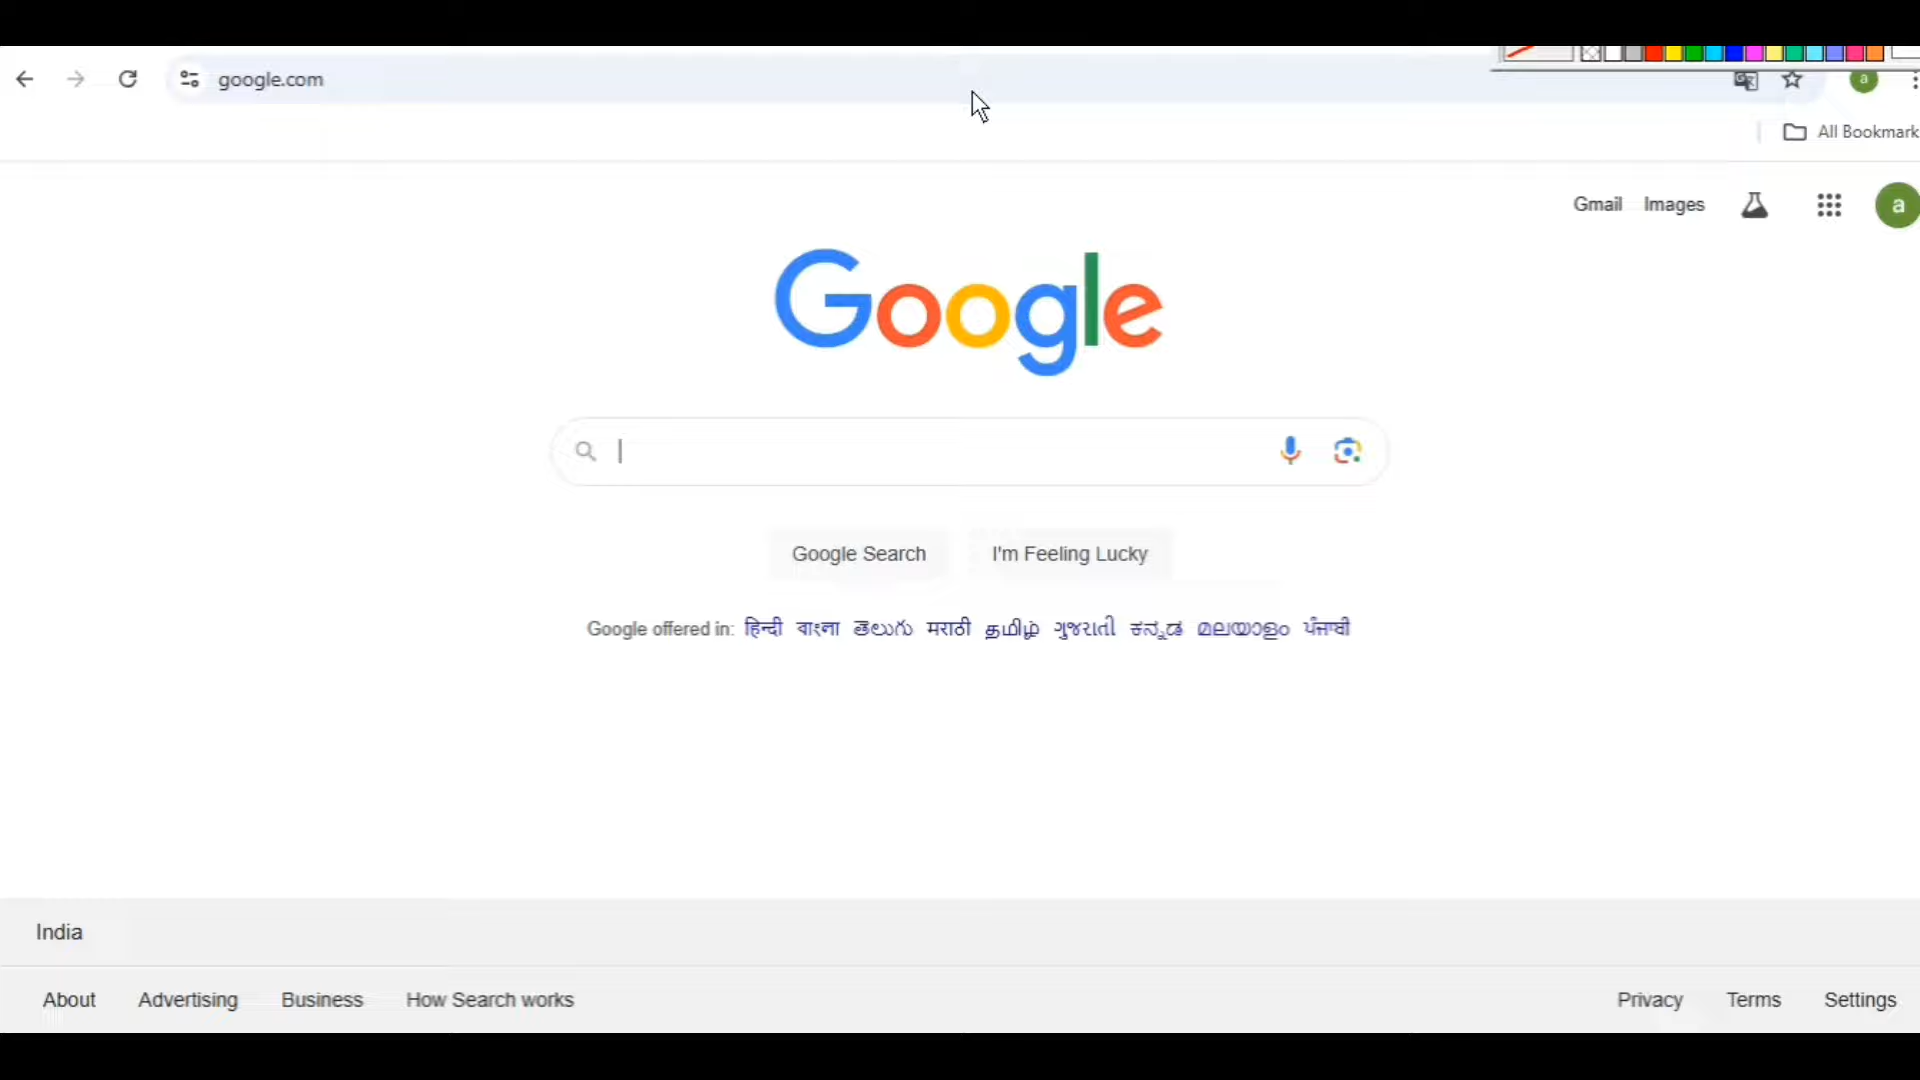 google.com
a
All Bookmark
Gmail Images a
Google
Google Search I'm Feeling Lucky
Google offered in: हिन्दी বাংলা తెలుగు मराठी தமிழ் ગુજરાતી ಕನ್ನಡ മലയാളം ਪੰਜਾਬੀ
India
About Advertising Business How Search works Privacy Terms Settings